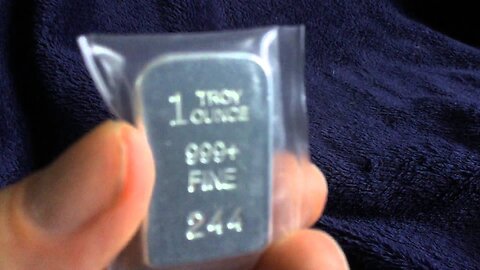 1 TROY
OUNCE
999+
FINE
244